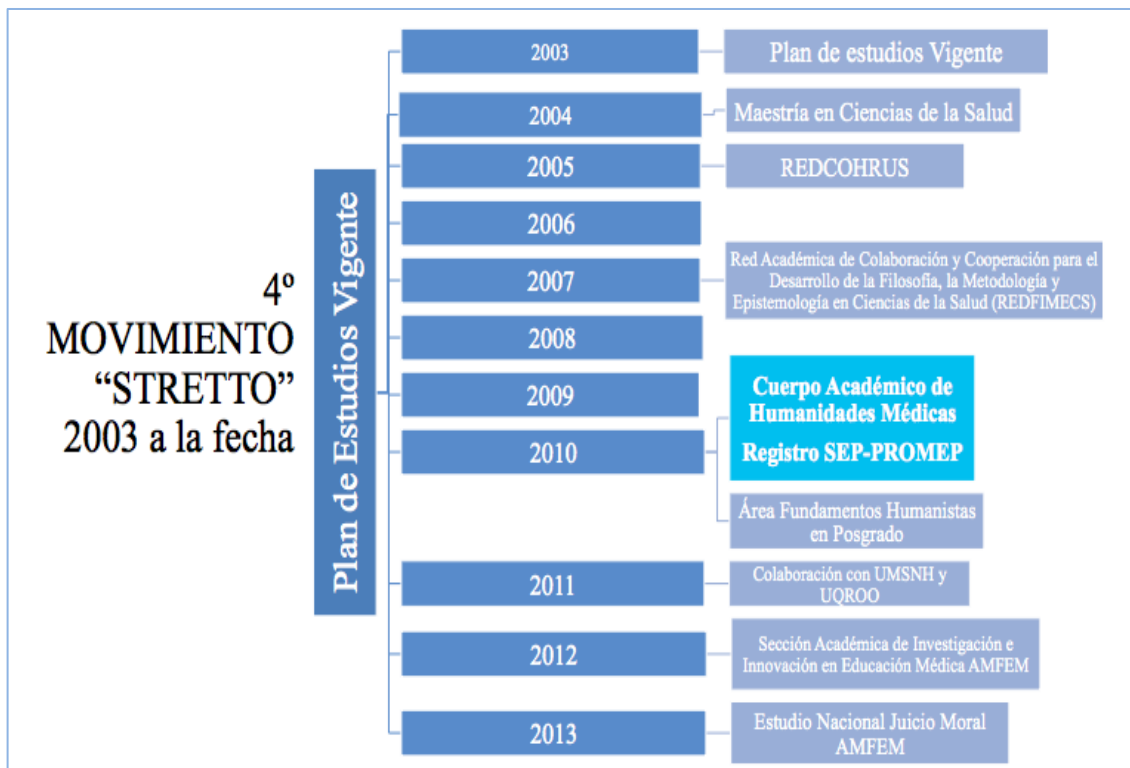 4º
MOVIMIENTO
“STRETTO”
2003 a la fecha
Plan de Estudios Vigente
2003
Plan de estudios Vigente
2004
Maestría en Ciencias de la Salud
2005
REDCOHRUS
2006
2007
Red Académica de Colaboración y Cooperación para el
Desarrollo de la Filosofía, la Metodología y
Epistemología en Ciencias de la Salud (REDFIMECS)
2008
2009
2010
Cuerpo Académico de
Humanidades Médicas
Registro SEP-PROMEP
Área Fundamentos Humanistas
en Posgrado
2011
Colaboración con UMSNH y
UQROO
2012
Sección Académica de Investigación e
Innovación en Educación Médica AMFEM
2013
Estudio Nacional Juicio Moral
AMFEM